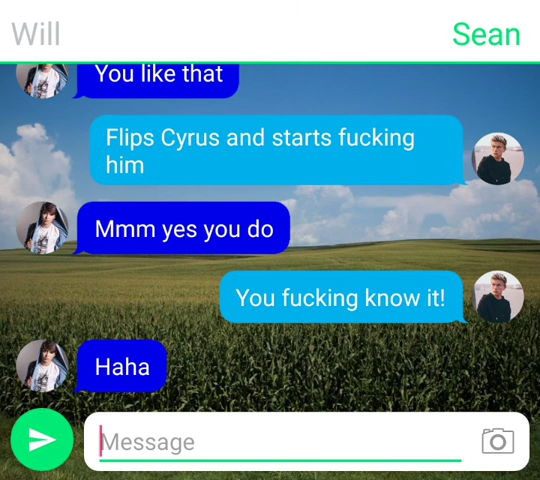 Will
Sean
You like that
Flips Cyrus and starts fucking
him
Mmm yes you do
You fucking know it!
Haha
Message